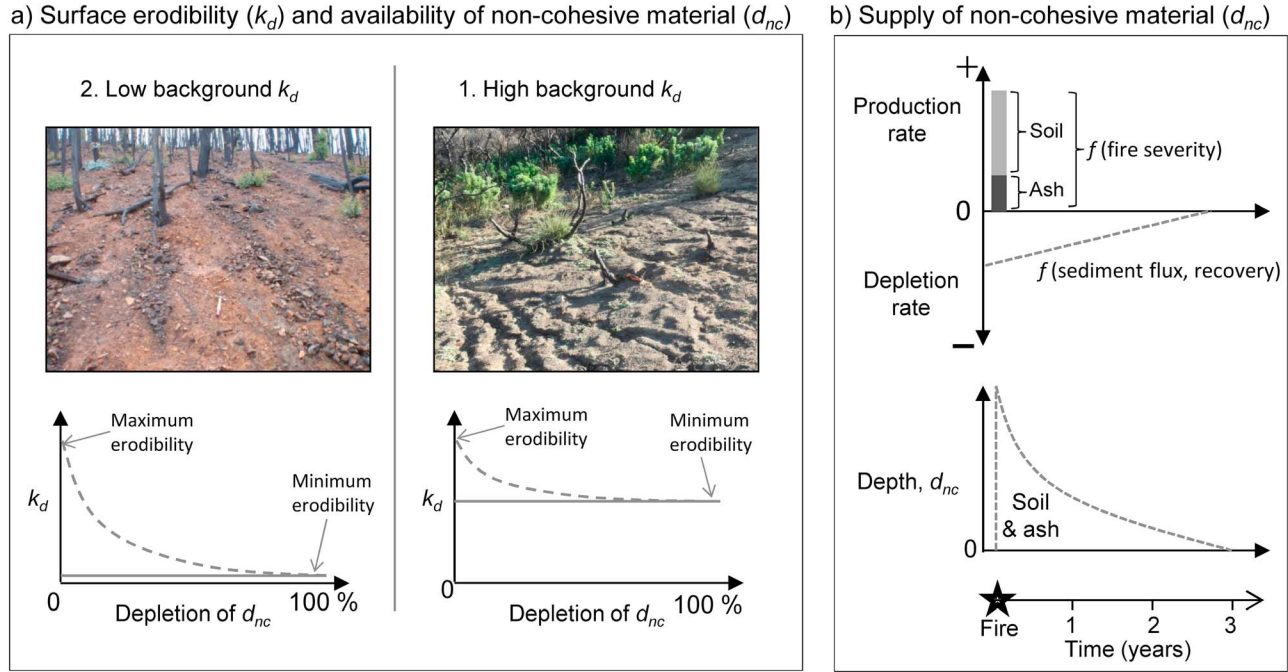 a) Surface erodibility (kd) and availability of non-cohesive material (dnc)
2. Low background kd
1. High background kd
Maximum
erodibility
Minimum
erodibility
kd
0
0
100 %
Depletion of dnc
Maximum
erodibility
Minimum
erodibility
kd
0
100 %
Depletion of dnc
b) Supply of non-cohesive material (dnc)
+
Production
rate
Soil
Ash
f (fire severity)
0
Depletion
rate
f (sediment flux, recovery)
−
Depth, dnc
Soil
& ash
0
Fire
1
2
3
Time (years)